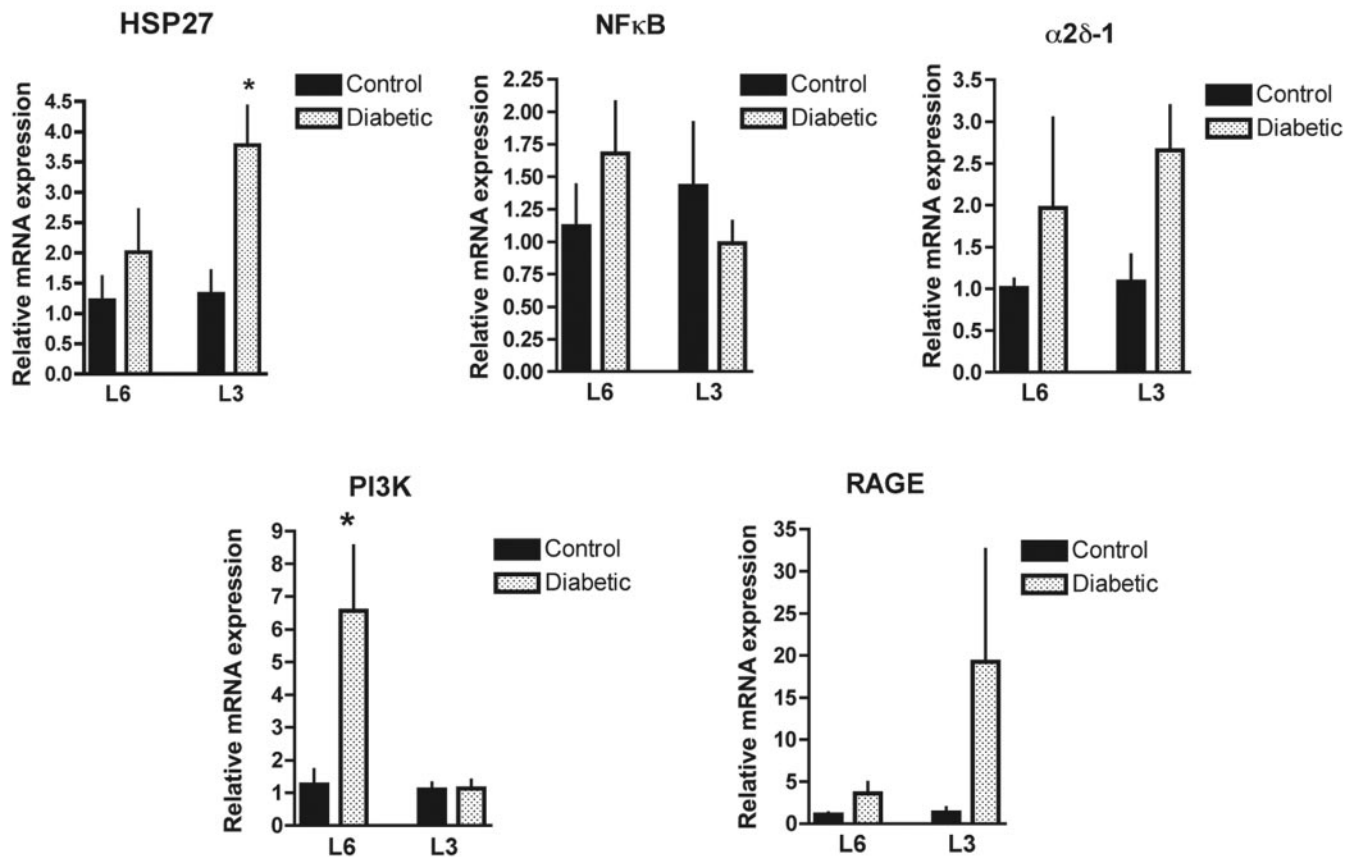 HSP27
Relative mRNA expression
4.5
4.0
3.5
3.0
2.5
2.0
1.5
1.0
0.5
0.0
*
Control
Diabetic
L6 L3
NFκB
Relative mRNA expression
2.25
2.00
1.75
1.50
1.25
1.00
0.75
0.50
0.25
0.00
Control
Diabetic
L6 L3
α2δ-1
Relative mRNA expression
3.5
3.0
2.5
2.0
1.5
1.0
0.5
0.0
Control
Diabetic
L6 L3
PI3K
Relative mRNA expression
9
8
7
6
5
4
3
2
1
0
*
Control
Diabetic
L6 L3
RAGE
Relative mRNA expression
35
30
25
20
15
10
5
0
Control
Diabetic
L6 L3